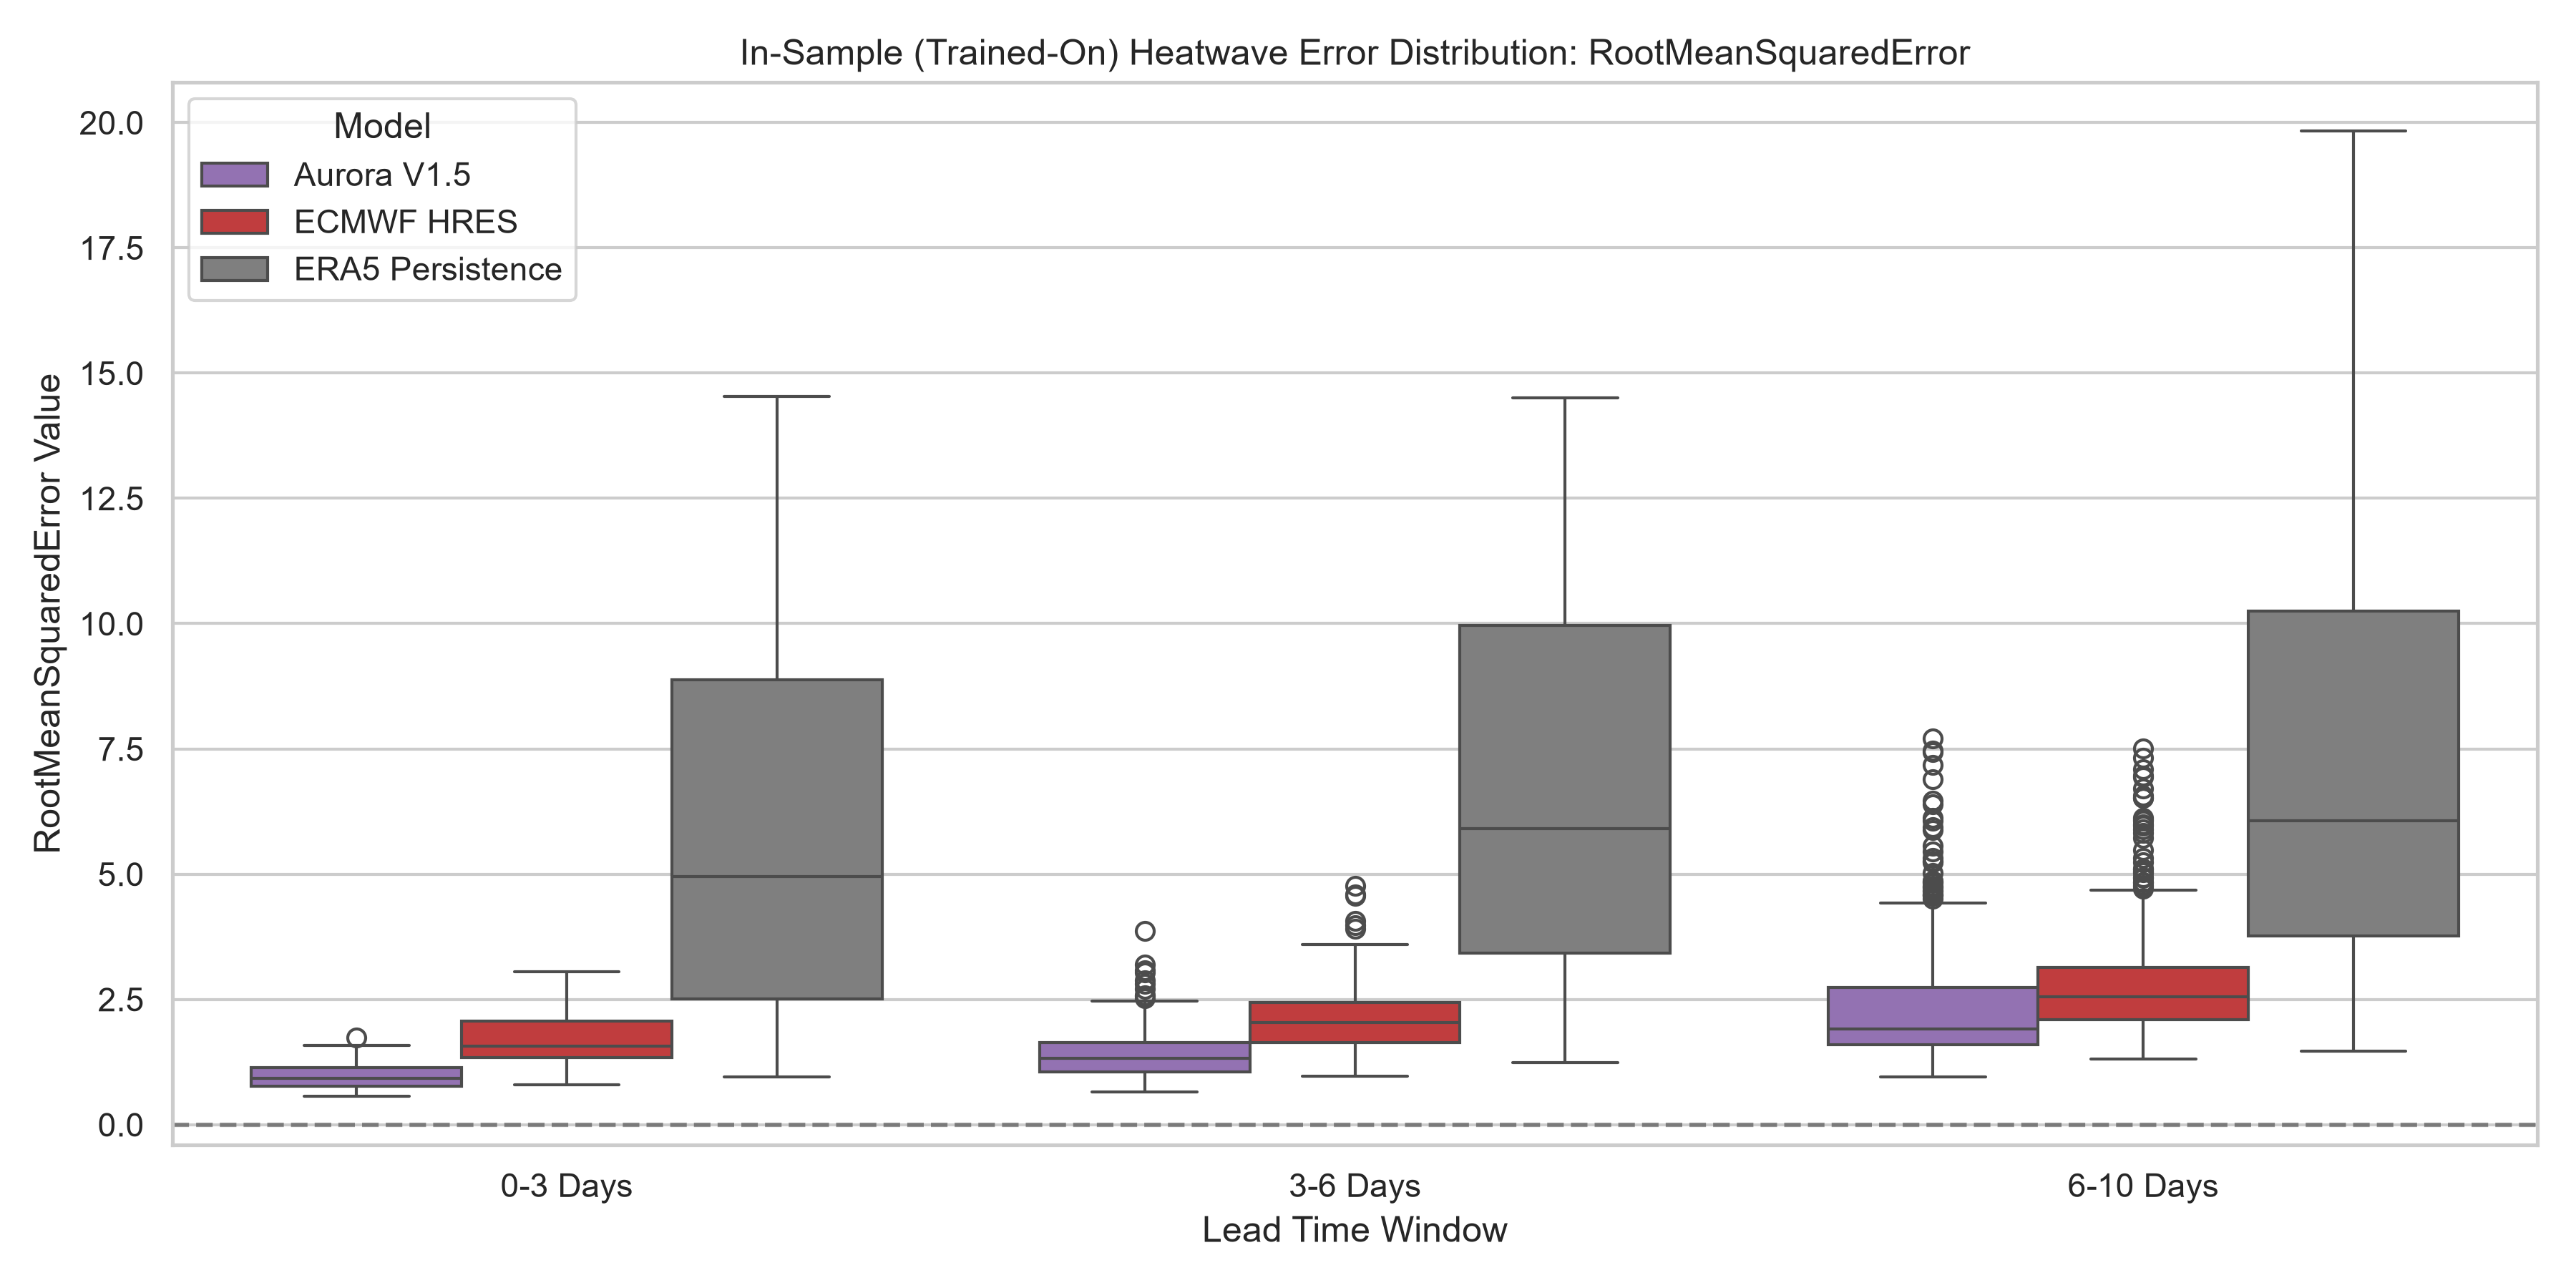 In-Sample (Trained-On) Heatwave Error Distribution: RootMeanSquaredError
Model
Aurora V1.5
ECMWF HRES
ERA5 Persistence
RootMeanSquaredError Value
20.0
17.5
15.0
12.5
10.0
7.5
5.0
2.5
0.0
0-3 Days
3-6 Days
6-10 Days
Lead Time Window